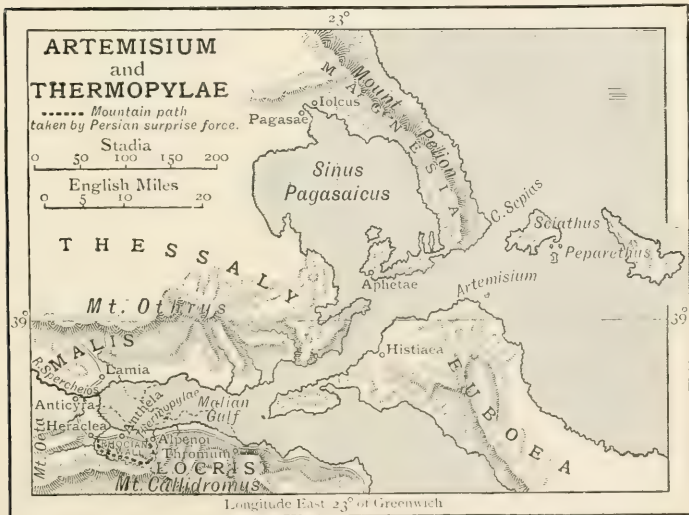 23°
ARTEMISIUM
and
THERMOPYLAE
Mountain path
taken by Persian surprise force.
Stadia
0 50 100 150 200
English Miles
0 10 20
MAGNESIA
Mount Pelion
Iolcus
Pagasae
Sinus
Pagasaicus
C. Sepias
Sciathus
Peparethus
THESSALY
Aphetae
Artemisium
Mt. Othrys
39°
39°
MALIS
R. Spercheios
Lamia
Histiaea
EUBOEA
Anticyra
Anthela
Thermopylae
Malian
Gulf
Heraclea
Alpenoi
Thronium
Mt. Oeta
LOCRIS
Mt. Callidromus
Longitude East 23° of Greenwich